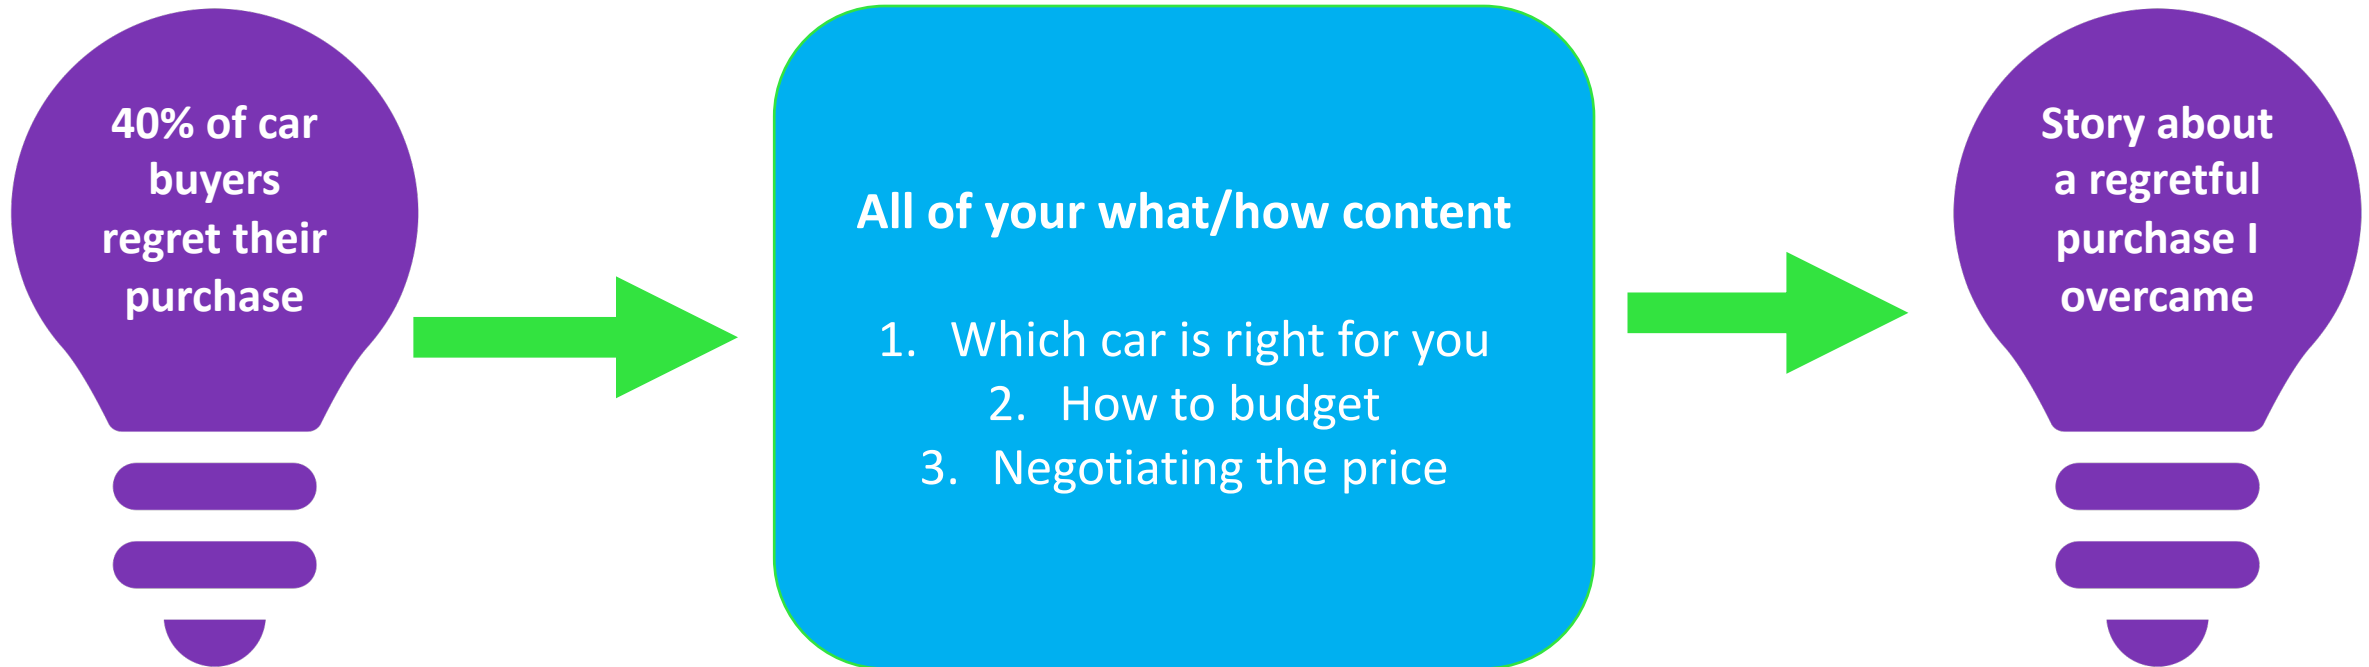 40% of car
buyers
regret their
purchase
All of your what/how content
1. Which car is right for you
2. How to budget
3. Negotiating the price
Story about
a regretful
purchase I
overcame